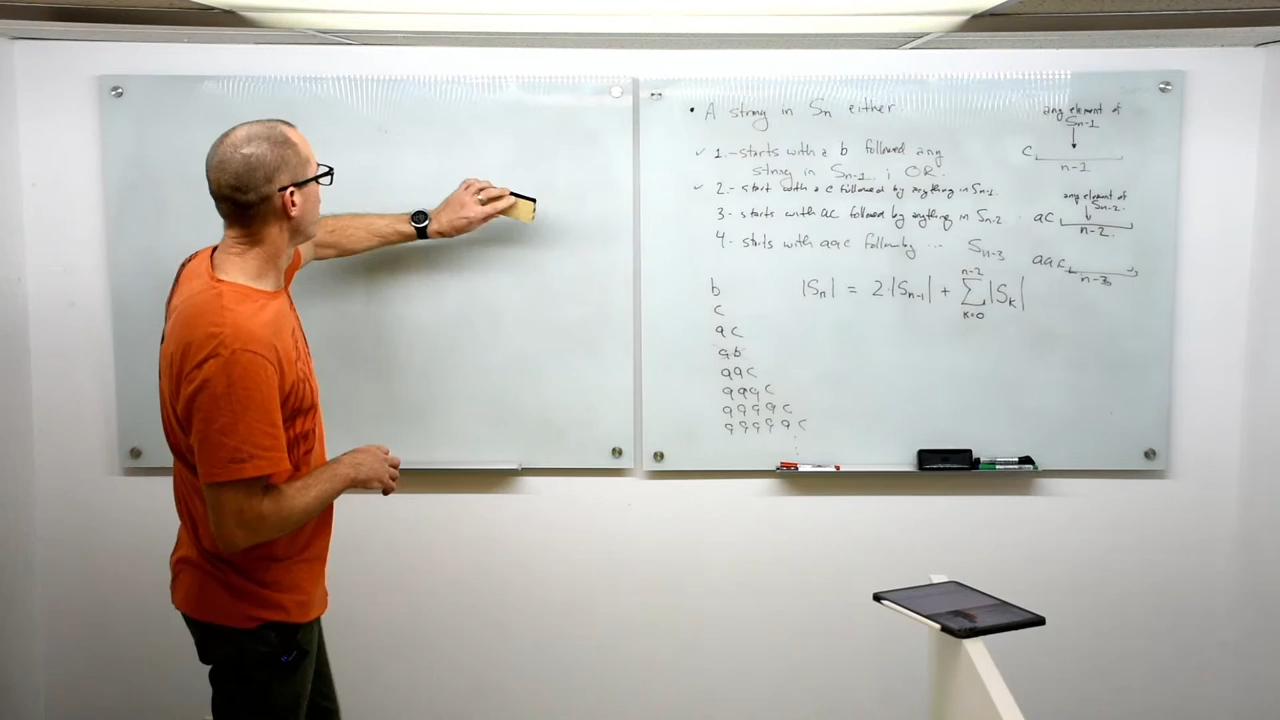 • A string in Sn either
✓ 1.- starts with a b followed any
string in Sn-1 ; OR
✓ 2.- start with a c followed by anything in Sn-1.
3- starts with ac followed by anything in Sn-2
4- starts with aac following ... Sn-3
any element of
Sn-1
c
n-1
any element of
Sn-2.
ac
n-2.
aac
n-3
|Sn| = 2·|Sn-1| + n-2 ∑ k=0 |Sk|
b
c
ac
ab
aac
aaac
aaaac
aaaaac